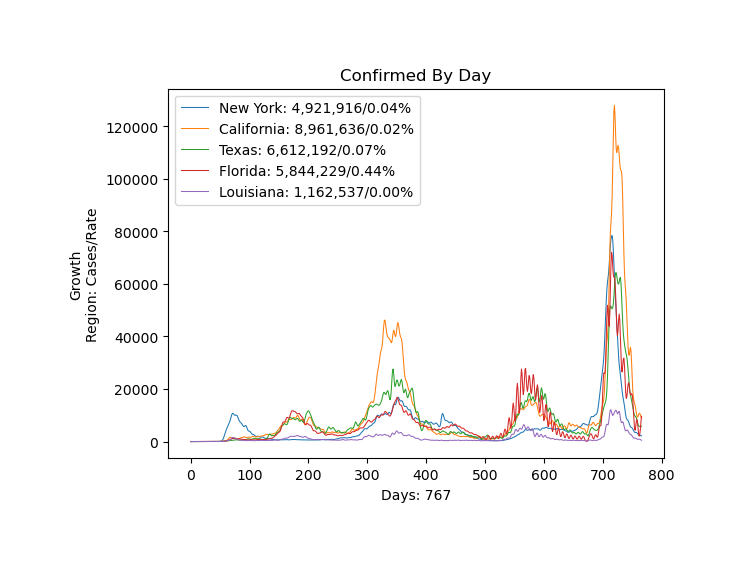 Confirmed By Day
New York: 4,921,916/0.04%
California: 8,961,636/0.02%
Texas: 6,612,192/0.07%
Florida: 5,844,229/0.44%
Louisiana: 1,162,537/0.00%
Growth
Region: Cases/Rate
120000
100000
80000
60000
40000
20000
0
0 100 200 300 400 500 600 700 800
Days: 767